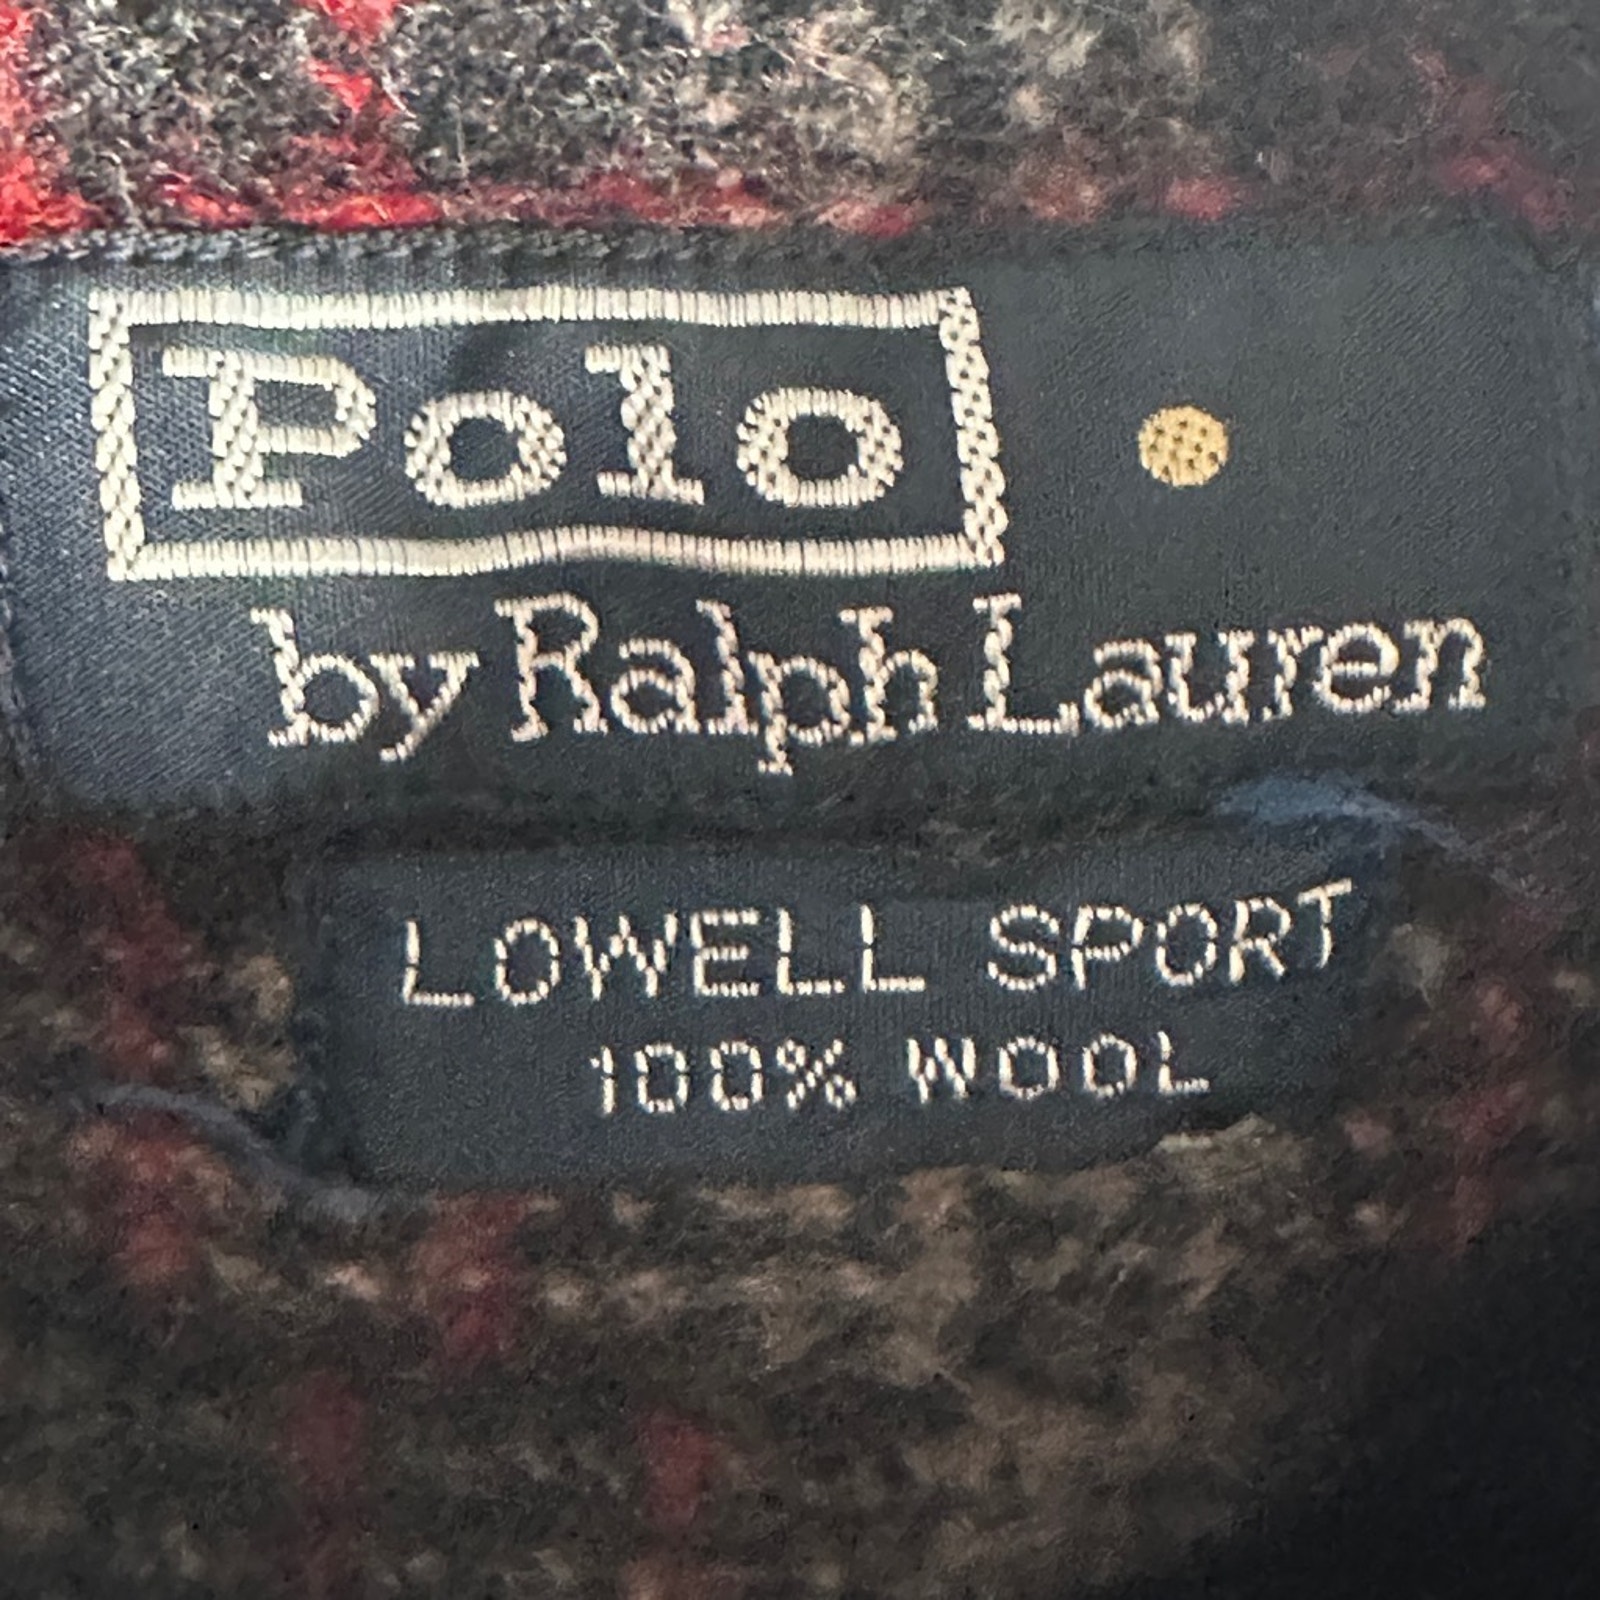 Polo
by Ralph Lauren
LOWELL SPORT
100% WOOL